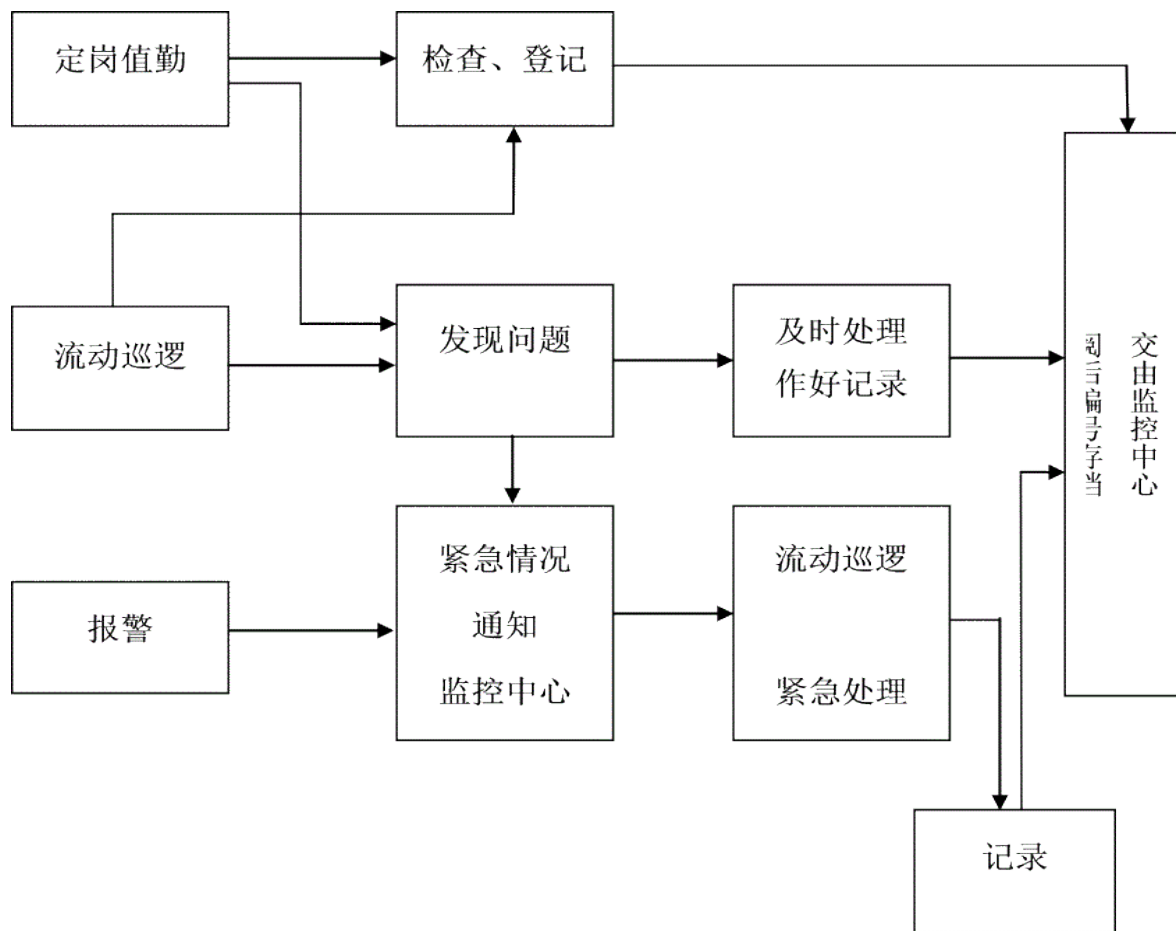 定岗值勤
检查、登记
流动巡逻
发现问题
及时处理
作好记录
交由监控中心
报警
紧急情况
通知
监控中心
流动巡逻
紧急处理
记录